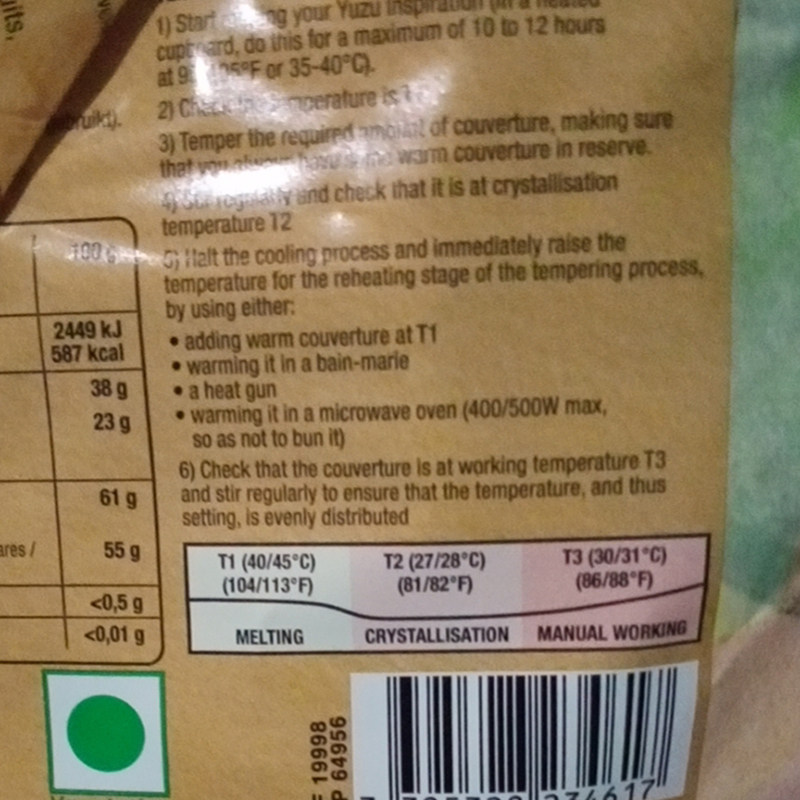 1) Start your Yuzu Inspiration
do this for a maximum of 10 to 12 hours
or 35-40°C).
2) temperature is
3) Temper the required amount of couverture, making sure
that warm couverture in reserve.
and check that it is at crystallisation
temperature T2
5) Halt the cooling process and immediately raise the
temperature for the reheating stage of the tempering process,
by using either:
• adding warm couverture at T1
• warming it in a bain-marie
• a heat gun
• warming it in a microwave oven (400/500W max,
so as not to bun it)
6) Check that the couverture is at working temperature T3
and stir regularly to ensure that the temperature, and thus
setting, is evenly distributed
T1 (40/45°C)
(104/113°F)
MELTING
T2 (27/28°C)
(81/82°F)
CRYSTALLISATION
T3 (30/31°C)
(86/88°F)
MANUAL WORKING
100 g
2449 kJ
587 kcal
38 g
23 g
61 g
55 g
<0,5 g
<0,01 g
19998
P 64956